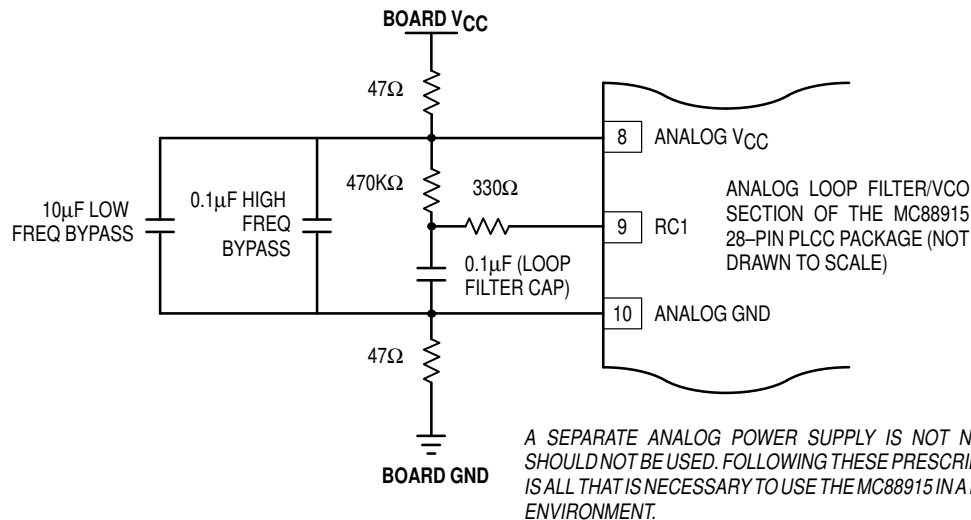 BOARD VCC
47Ω
8 ANALOG VCC
470KΩ
330Ω
10µF LOW
FREQ BYPASS
0.1µF HIGH
FREQ
BYPASS
9 RC1
ANALOG LOOP FILTER/VCO
SECTION OF THE MC88915
28–PIN PLCC PACKAGE (NOT
DRAWN TO SCALE)
0.1µF (LOOP
FILTER CAP)
10 ANALOG GND
47Ω
BOARD GND
A SEPARATE ANALOG POWER SUPPLY IS NOT
SHOULD NOT BE USED. FOLLOWING THESE
IS ALL THAT IS NECESSARY TO USE THE MC88915 IN A
ENVIRONMENT.